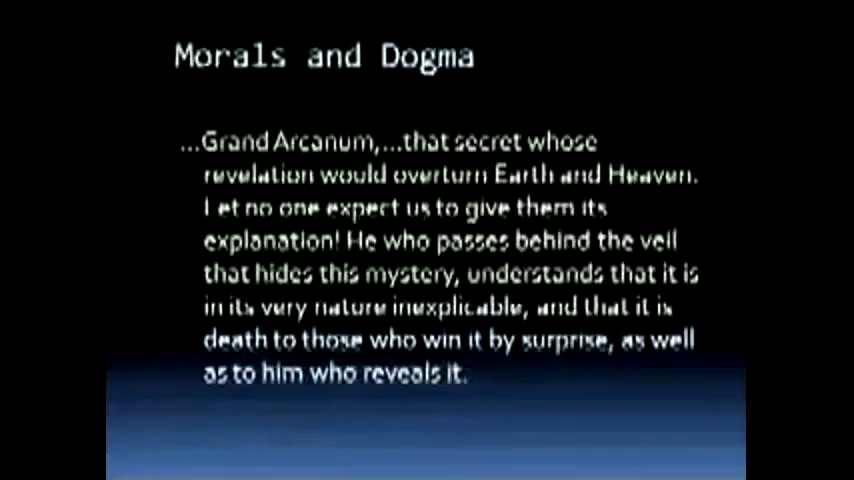 Morals and Dogma
...Grand Arcanum,...that secret whose
revelation would overturn Earth and Heaven.
Let no one expect us to give them its
explanation! He who passes behind the veil
that hides this mystery, understands that it is
in its very nature inexplicable, and that it is
death to those who win it by surprise, as well
as to him who reveals it.